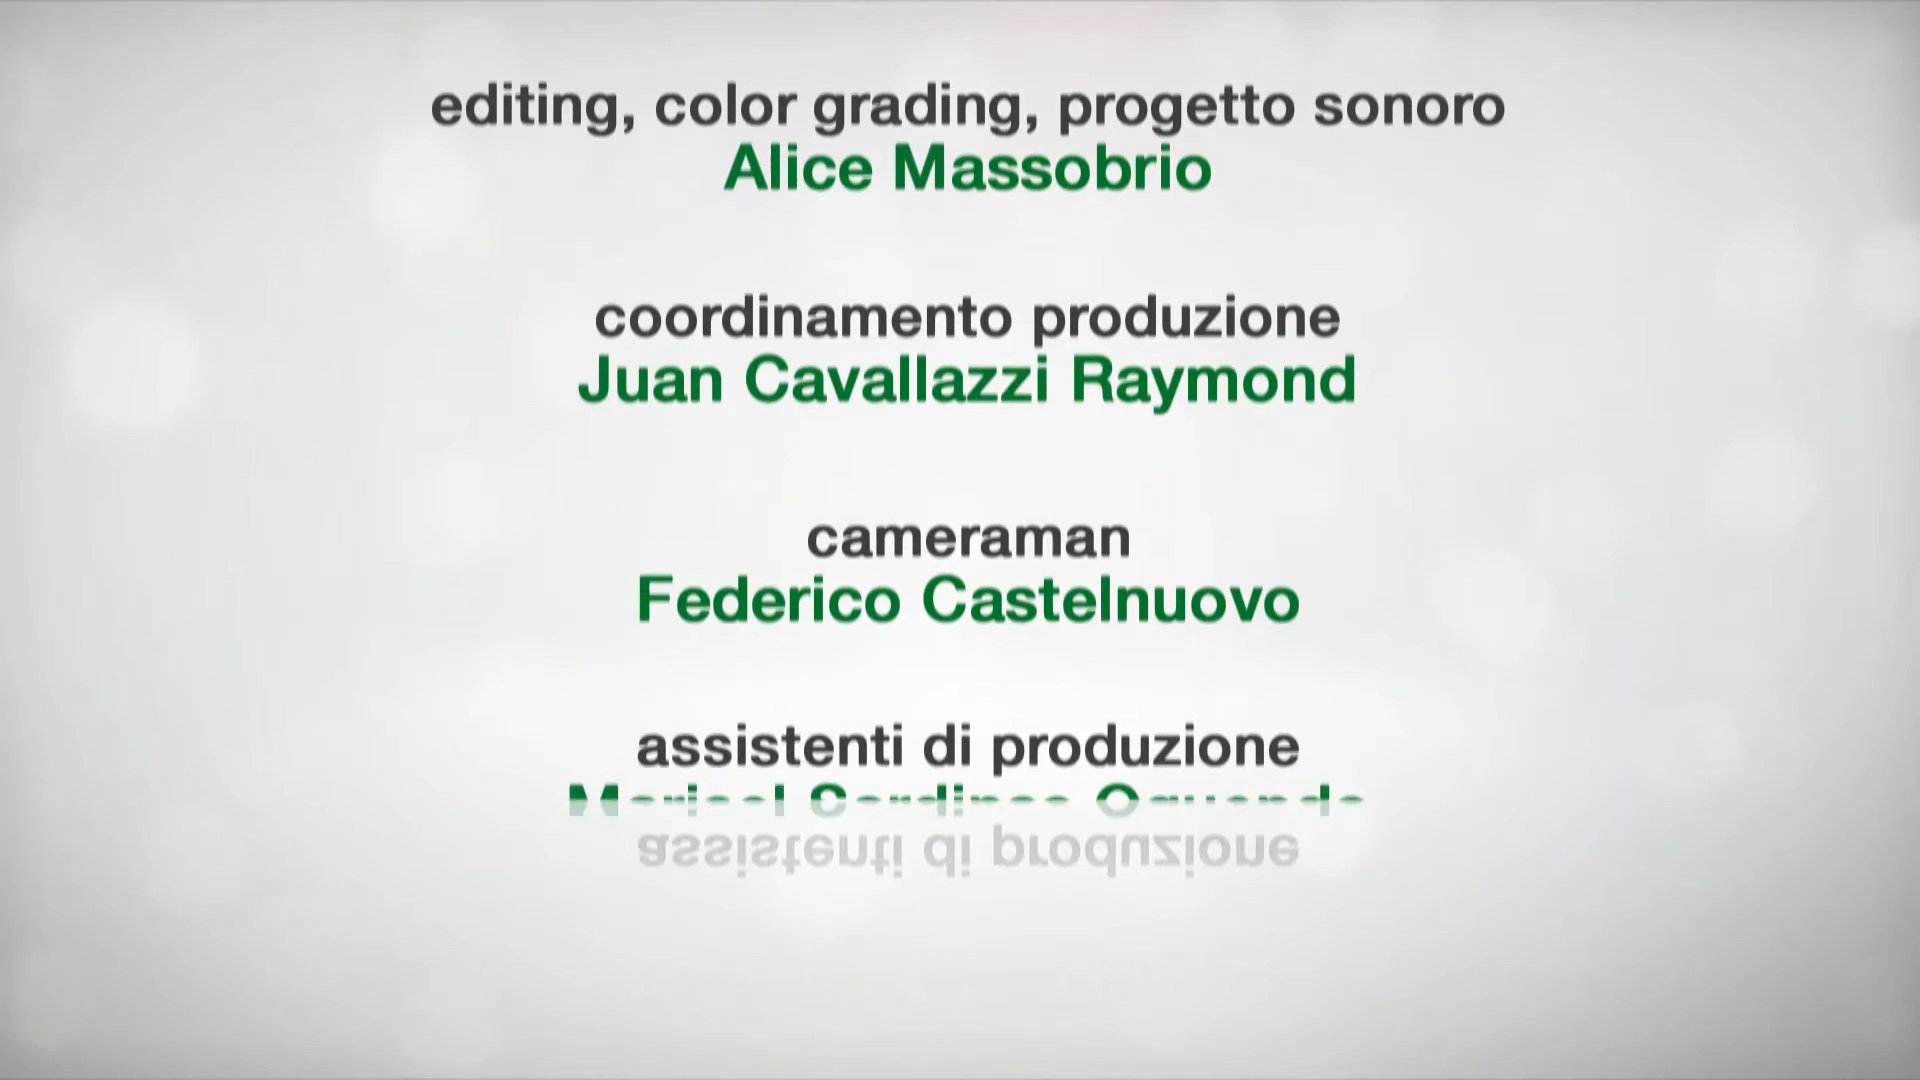 editing, color grading, progetto sonoro
Alice Massobrio
coordinamento produzione
Juan Cavallazzi Raymond
cameraman
Federico Castelnuovo
assistenti di produzione